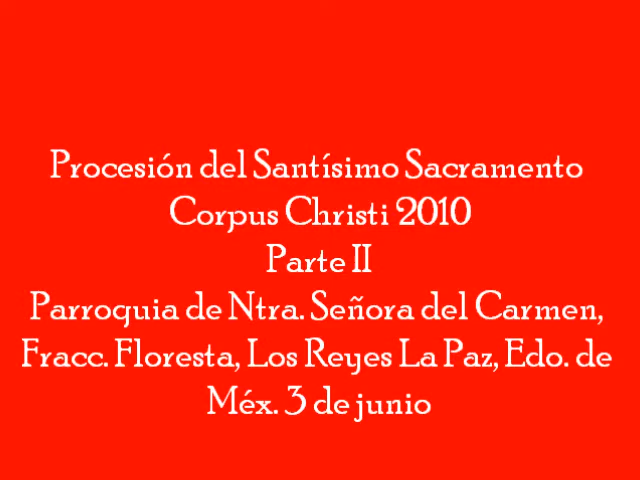 Procesión del Santísimo Sacramento
Corpus Christi 2010
Parte II
Parroquia de Ntra. Señora del Carmen,
Fracc. Floresta, Los Reyes La Paz, Edo. de
Méx. 3 de junio